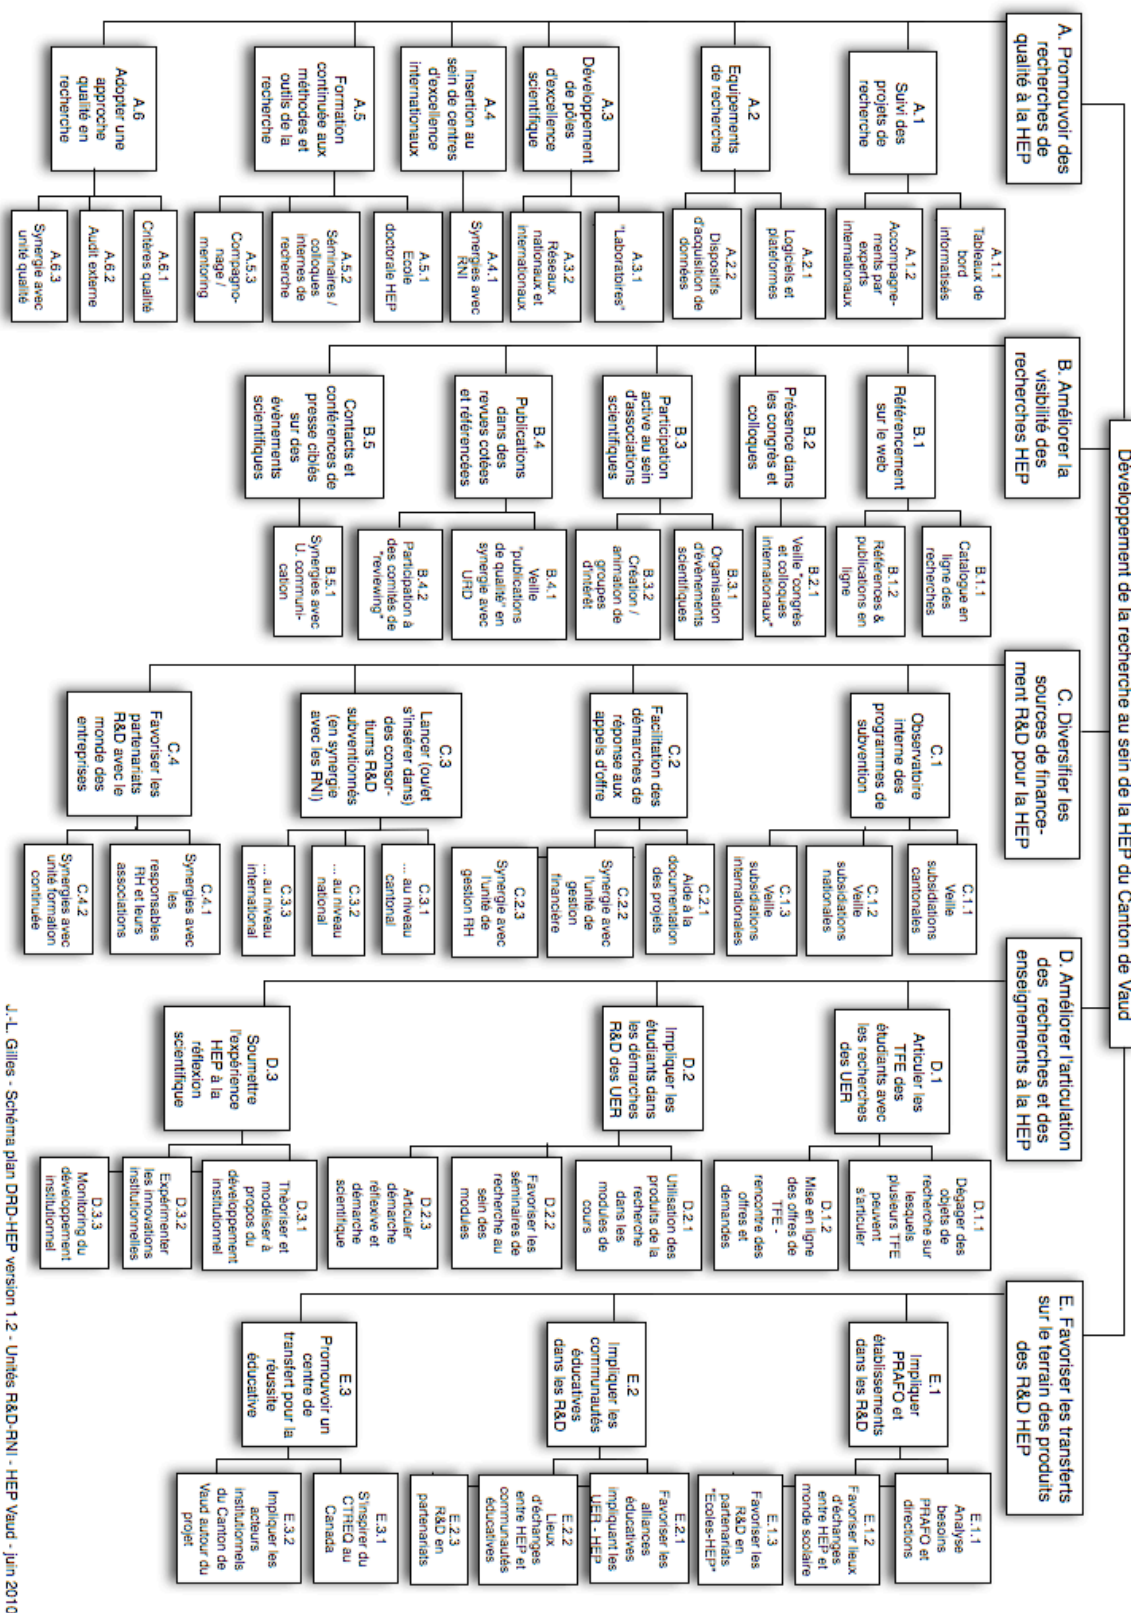 Développement de la recherche au sein de la HEP du Canton de Vaud
A. Promouvoir des
recherches de
qualité à la HEP
A.1
Suivi des
projets de
recherche
A.1.1
Tableaux de
bord
informatisés
A.1.2
Accompagne-
ments par
experts
internationaux
A.2
Equipements
de recherche
A.2.1
Logiciels et
plateformes
A.2.2
Dispositifs
d'acquisition de
données
A.3
Développement
de pôles
d'excellence
scientifique
A.3.1
"Laboratoires"
A.3.2
Réseaux
nationaux et
internationaux
A.4
Insertion au
sein de centres
d'excellence
internationaux
A.4.1
Synergies avec
RNI
A.5
Formation
continuée aux
méthodes et
outils de la
recherche
A.5.1
Ecole
doctorale HEP
A.5.2
Séminaires /
colloques
internes de
recherche
A.5.3
Compagno-
nage /
mentoring
A.6
Adopter une
approche
qualité en
recherche
A.6.1
Critères qualité
A.6.2
Audit externe
A.6.3
Synergie avec
unité qualité
B. Améliorer la
visibilité des
recherches HEP
B.1
Référencement
sur le web
B.1.1
Catalogue en
ligne des
recherches
B.1.2
Références &
publications en
ligne
B.2
Présence dans
les congrès et
colloques
B.2.1
Veille "congrès
et colloques
internationaux"
B.3
Participation
active au sein
d'associations
scientifiques
B.3.1
Organisation
d'évènements
scientifiques
B.3.2
Création /
animation de
groupes
d'intérêt
B.4
Publications
dans des
revues cotées
et référencées
B.4.1
Veille
"publications
de qualité" en
synergie avec
URD
B.4.2
Participation à
des comités de
"reviewing"
B.5
Contacts et
conférences de
presse ciblés
sur des
évènements
scientifiques
B.5.1
Synergies avec
U. communi-
cation
C. Diversifier les
sources de finance-
ment R&D pour la HEP
C.1
Observatoire
interne des
programmes de
subvention
C.1.1
Veille
subsidiations
cantonales
C.1.2
Veille
subsidiations
nationales
C.1.3
Veille
subsidiations
internationales
C.2
Facilitation des
démarches de
réponse aux
appels d'offre
C.2.1
Aide à la
documentation
des projets
C.2.2
Synergie avec
l'unité de
gestion
financière
C.2.3
Synergie avec
l'unité de
gestion RH
C.3
Lancer (ou/et
s'insérer dans)
des consor-
tiums R&D
subventionnés
(en synergie
avec les RNI)
C.3.1
... au niveau
cantonal
C.3.2
... au niveau
national
C.3.3
... au niveau
international
C.4
Favoriser les
partenariats
R&D avec le
monde des
entreprises
C.4.1
Synergies avec
les
responsables
RH et leurs
associations
C.4.2
Synergies avec
unité formation
continuée
D. Améliorer l'articulation
des recherches et des
enseignements à la HEP
D.1
Articuler les
TFE des
étudiants avec
les recherches
des UER
D.1.1
Dégager des
objets de
recherche sur
lesquels
plusieurs TFE
peuvent
s'articuler
D.1.2
Mise en ligne
des offres de
TFE -
rencontre des
offres et
demandes
D.2
Impliquer les
étudiants dans
les démarches
R&D des UER
D.2.1
Utilisation des
produits de la
recherche
dans les
modules de
cours
D.2.2
Favoriser les
séminaires de
recherche au
sein des
modules
D.2.3
Articuler
démarche
réflexive et
démarche
scientifique
D.3
Soumettre
l'expérience
HEP à la
réflexion
scientifique
D.3.1
Théoriser et
modéliser à
propos du
développement
institutionnel
D.3.2
Expérimenter
les innovations
institutionnelles
D.3.3
Monitoring du
développement
institutionnel
E. Favoriser les transferts
sur le terrain des produits
des R&D HEP
E.1
Impliquer
PRAFO et
établissements
dans les R&D
E.1.1
Analyse
besoins
PRAFO et
directions
E.1.2
Favoriser lieux
d'échanges
entre HEP et
monde scolaire
E.1.3
Favoriser les
R&D en
partenariats
"Ecoles-HEP"
E.2
Impliquer les
communautés
éducatives
dans les R&D
E.2.1
Favoriser les
alliances
éducatives
impliquant les
UER - HEP
E.2.2
Lieux
d'échanges
entre HEP et
communautés
éducatives
E.2.3
R&D en
partenariats
E.3
Promouvoir un
centre de
transfert pour la
réussite
éducative
E.3.1
S'inspirer du
CTREQ au
Canada
E.3.2
Impliquer les
acteurs
institutionnels
du Canton de
Vaud autour du
projet
J.-L. Gilles - Schéma plan DRD-HEP version 1.2 - Unités R&D-RNI - HEP Vaud - juin 2010